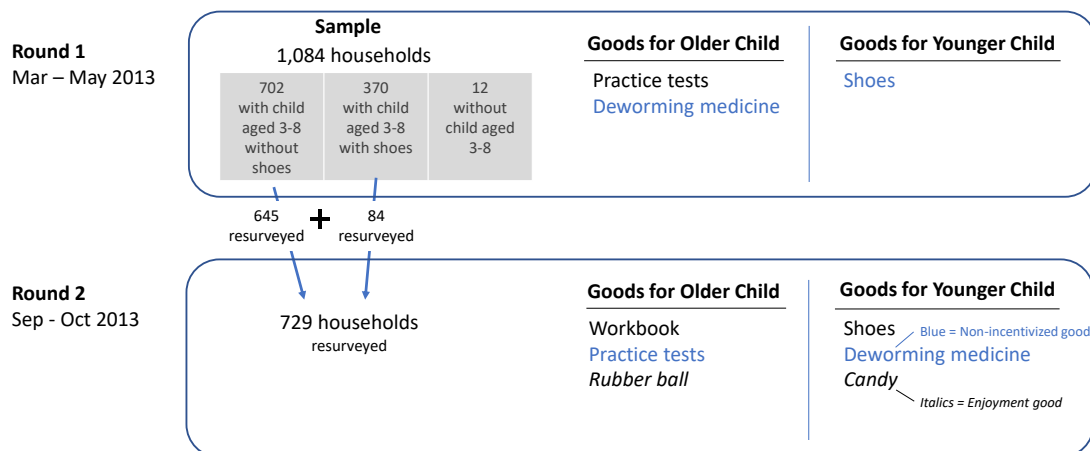 Round 1
Mar – May 2013
Sample
1,084 households
702
with child
aged 3-8
without
shoes
370
with child
aged 3-8
with shoes
12
without
child aged
3-8
Goods for Older Child
Practice tests
Deworming medicine
Goods for Younger Child
Shoes
645
resurveyed
+
84
resurveyed
Round 2
Sep - Oct 2013
729 households
resurveyed
Goods for Older Child
Workbook
Practice tests
Rubber ball
Goods for Younger Child
Shoes
Blue = Non-incentivized good
Deworming medicine
Candy
Italics = Enjoyment good